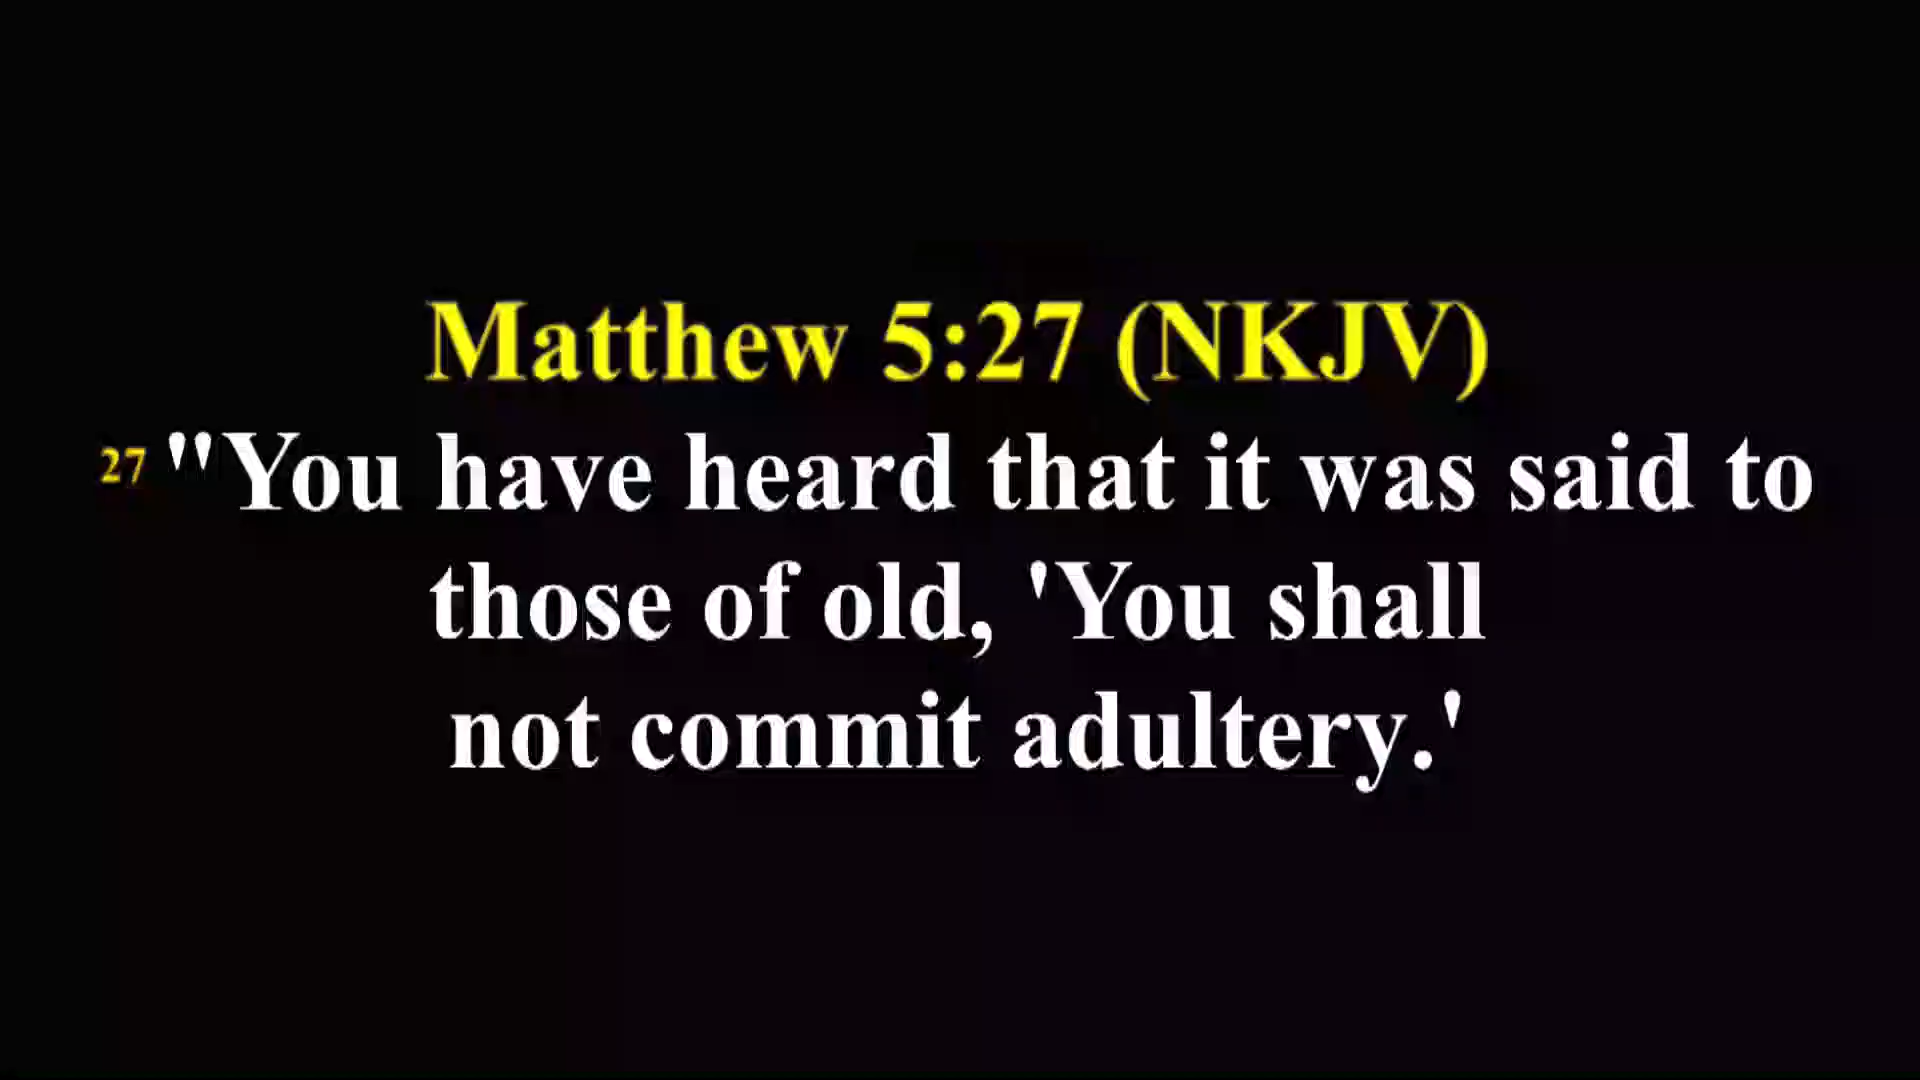 Matthew 5:27 (NKJV)
27 "You have heard that it was said to
those of old, 'You shall
not commit adultery.'